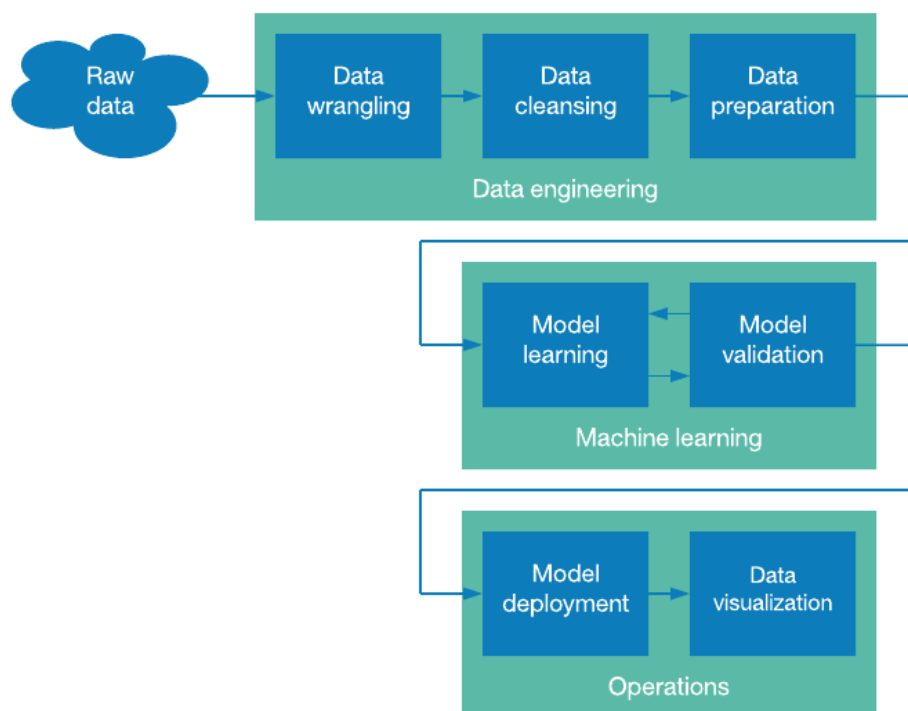 Raw
data
Data
wrangling
Data
cleansing
Data
preparation
Data engineering
Model
learning
Model
validation
Machine learning
Model
deployment
Data
visualization
Operations